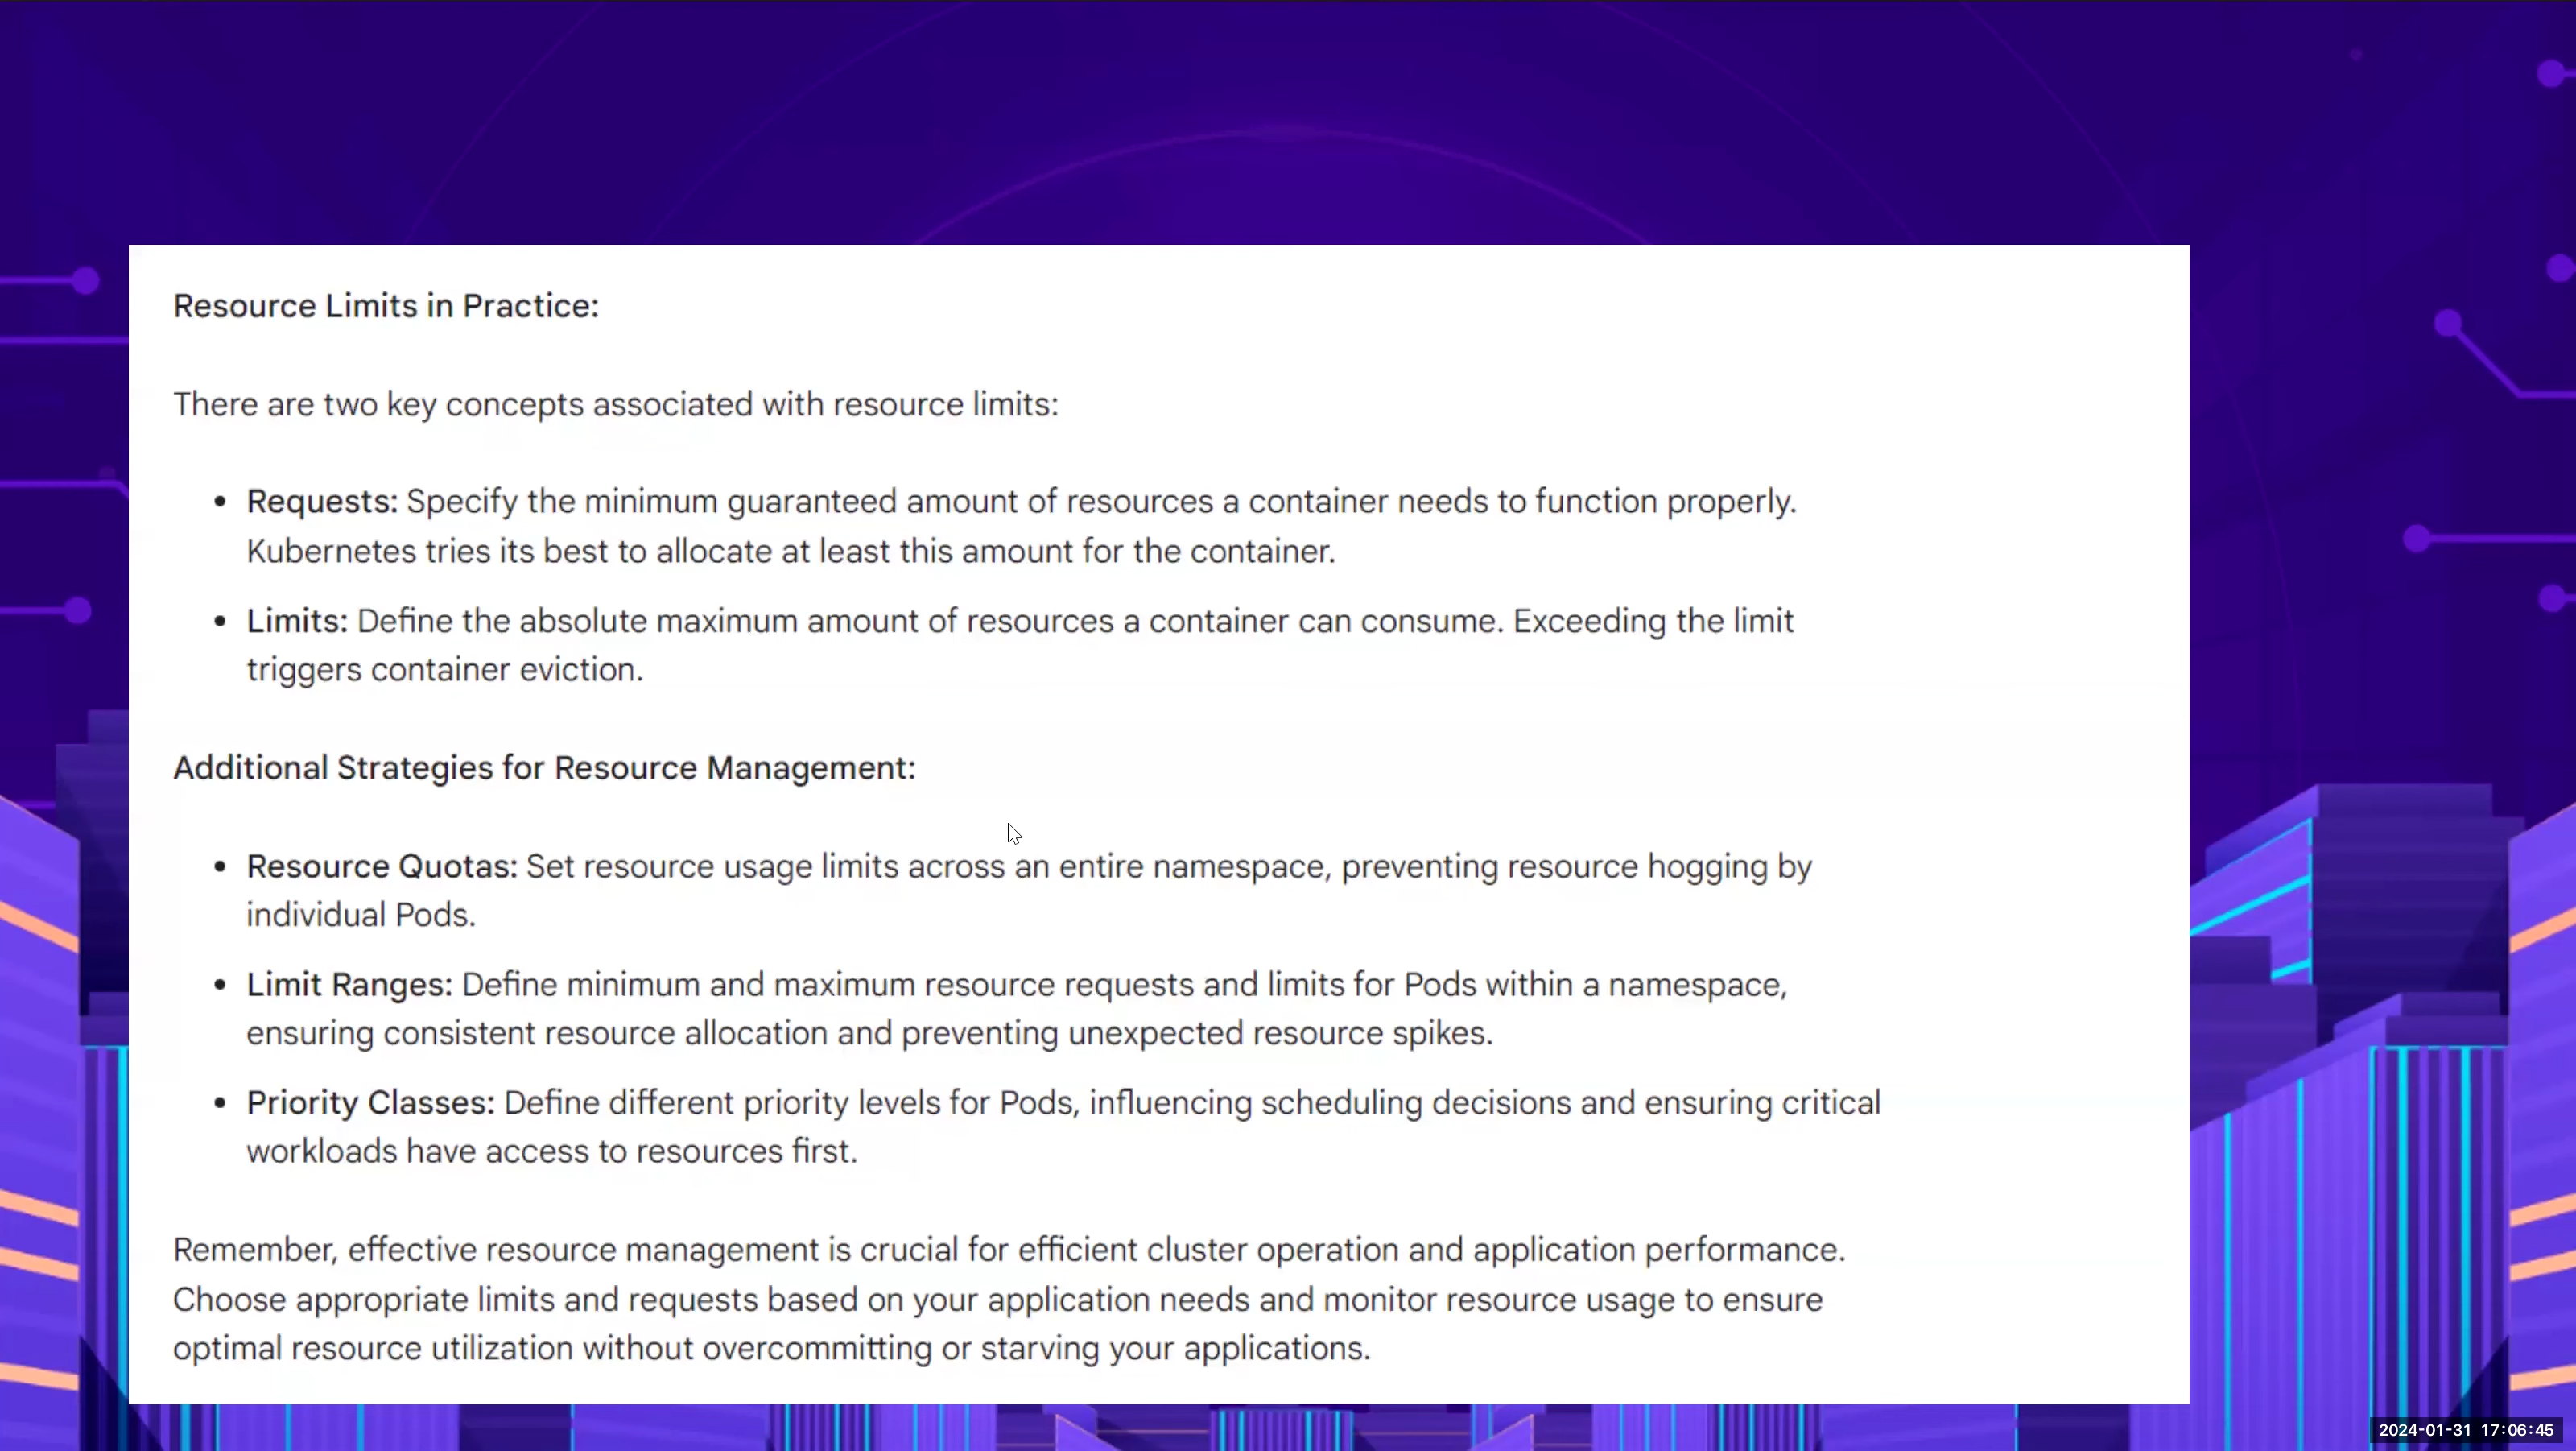 Resource Limits in Practice:
There are two key concepts associated with resource limits:
• Requests: Specify the minimum guaranteed amount of resources a container needs to function properly.
Kubernetes tries its best to allocate at least this amount for the container.
• Limits: Define the absolute maximum amount of resources a container can consume. Exceeding the limit
triggers container eviction.
Additional Strategies for Resource Management:
• Resource Quotas: Set resource usage limits across an entire namespace, preventing resource hogging by
individual Pods.
• Limit Ranges: Define minimum and maximum resource requests and limits for Pods within a namespace,
ensuring consistent resource allocation and preventing unexpected resource spikes.
• Priority Classes: Define different priority levels for Pods, influencing scheduling decisions and ensuring critical
workloads have access to resources first.
Remember, effective resource management is crucial for efficient cluster operation and application performance.
Choose appropriate limits and requests based on your application needs and monitor resource usage to ensure
optimal resource utilization without overcommitting or starving your applications.
2024-01-31 17:06:45